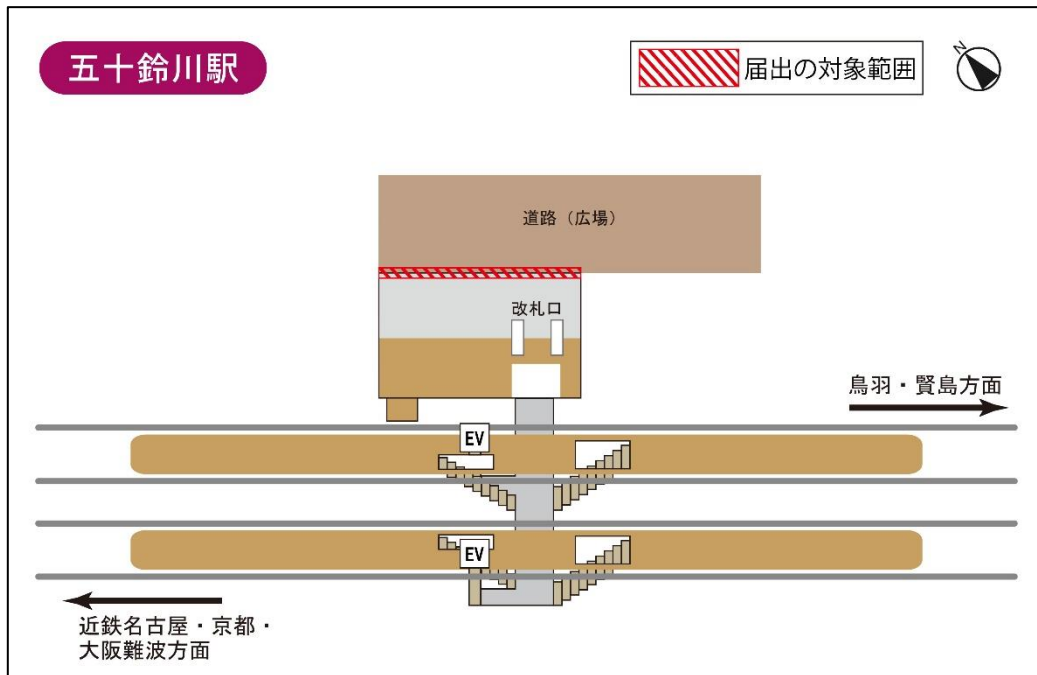 五十鈴川駅
届出の対象範囲
N
道路（広場）
改札口
鳥羽・賢島方面
EV
EV
近鉄名古屋・京都・
大阪難波方面